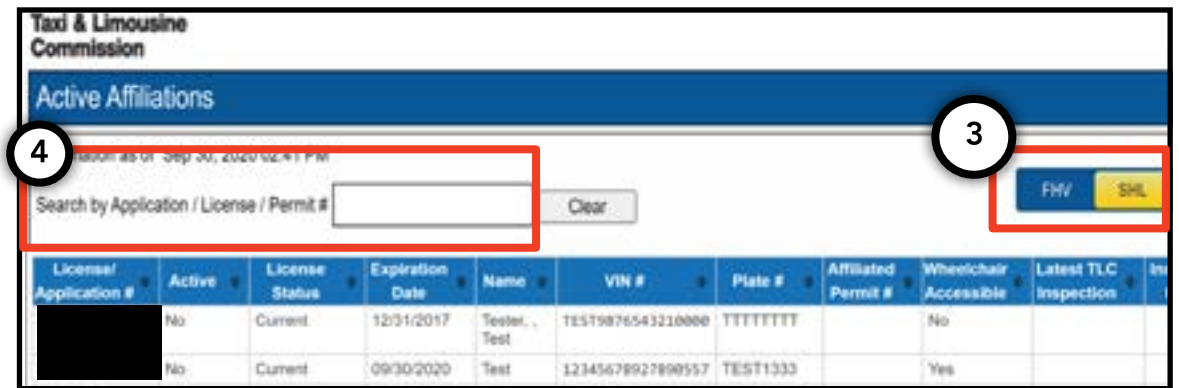 Taxi & Limousine
Commission
Active Affiliations
3
4
as of Sep 30, 2020 02:41 PM
Search by Application / License / Permit #
Clear
FHV SHL
License/ Application # Active License Status Expiration Date Name VIN # Plate # Affiliated Permit # Wheelchair Accessible Latest TLC Inspection
No Current 12/31/2017 Tester, , Test TEST9876543210000 TTTTTTTT No
No Current 09/30/2020 Test 12345678927890557 TEST1333 Yes